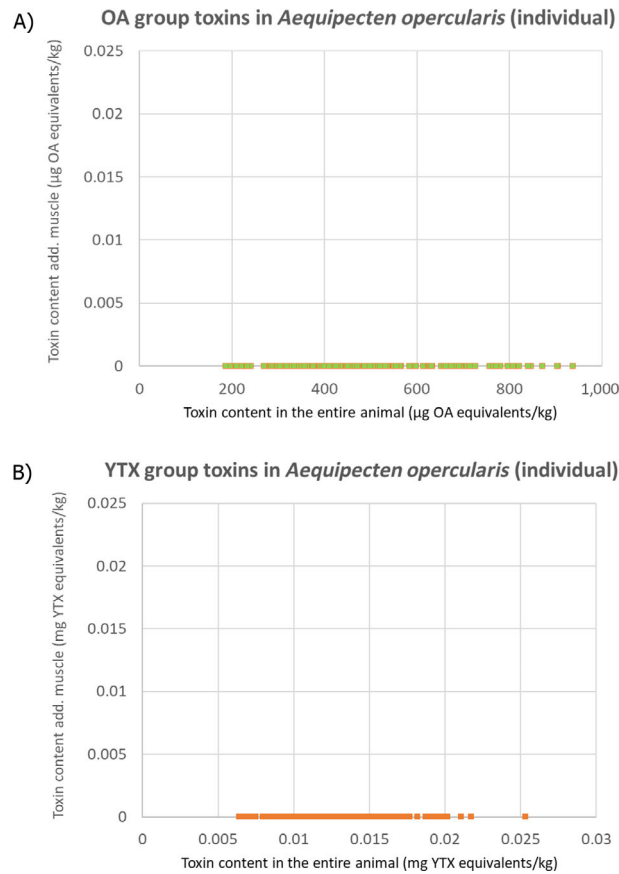 A)
OA group toxins in Aequipecten opercularis (individual)
Toxin content add. muscle (µg OA equivalents/kg)
0.025
0.02
0.015
0.01
0.005
0
0 200 400 600 800 1,000
Toxin content in the entire animal (µg OA equivalents/kg)
B)
YTX group toxins in Aequipecten opercularis (individual)
Toxin content add. muscle (mg YTX equivalents/kg)
0.025
0.02
0.015
0.01
0.005
0
0 0.005 0.01 0.015 0.02 0.025 0.03
Toxin content in the entire animal (mg YTX equivalents/kg)